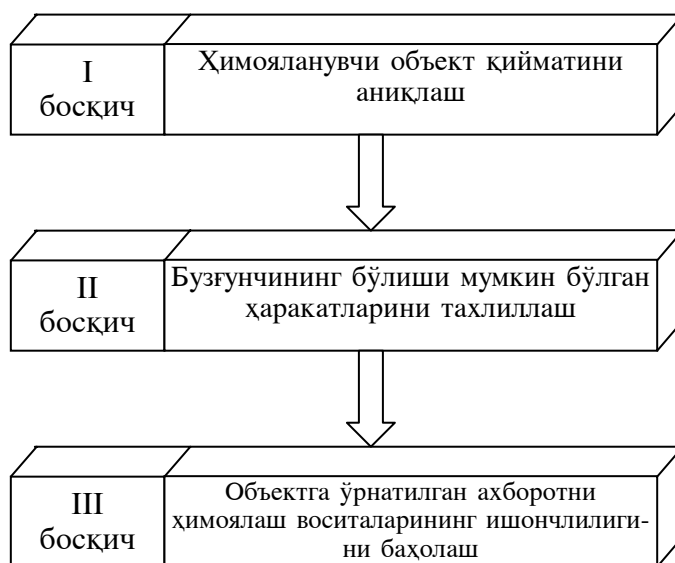 I
босқич
Ҳимояланувчи объект қийматини
аниқлаш
II
босқич
Бузғунчининг бўлиши мумкин бўлган
ҳаракатларини тахлиллаш
III
босқич
Объектга ўрнатилган ахборотни
ҳимоялаш воситаларининг ишончлилиги-
ни баҳолаш